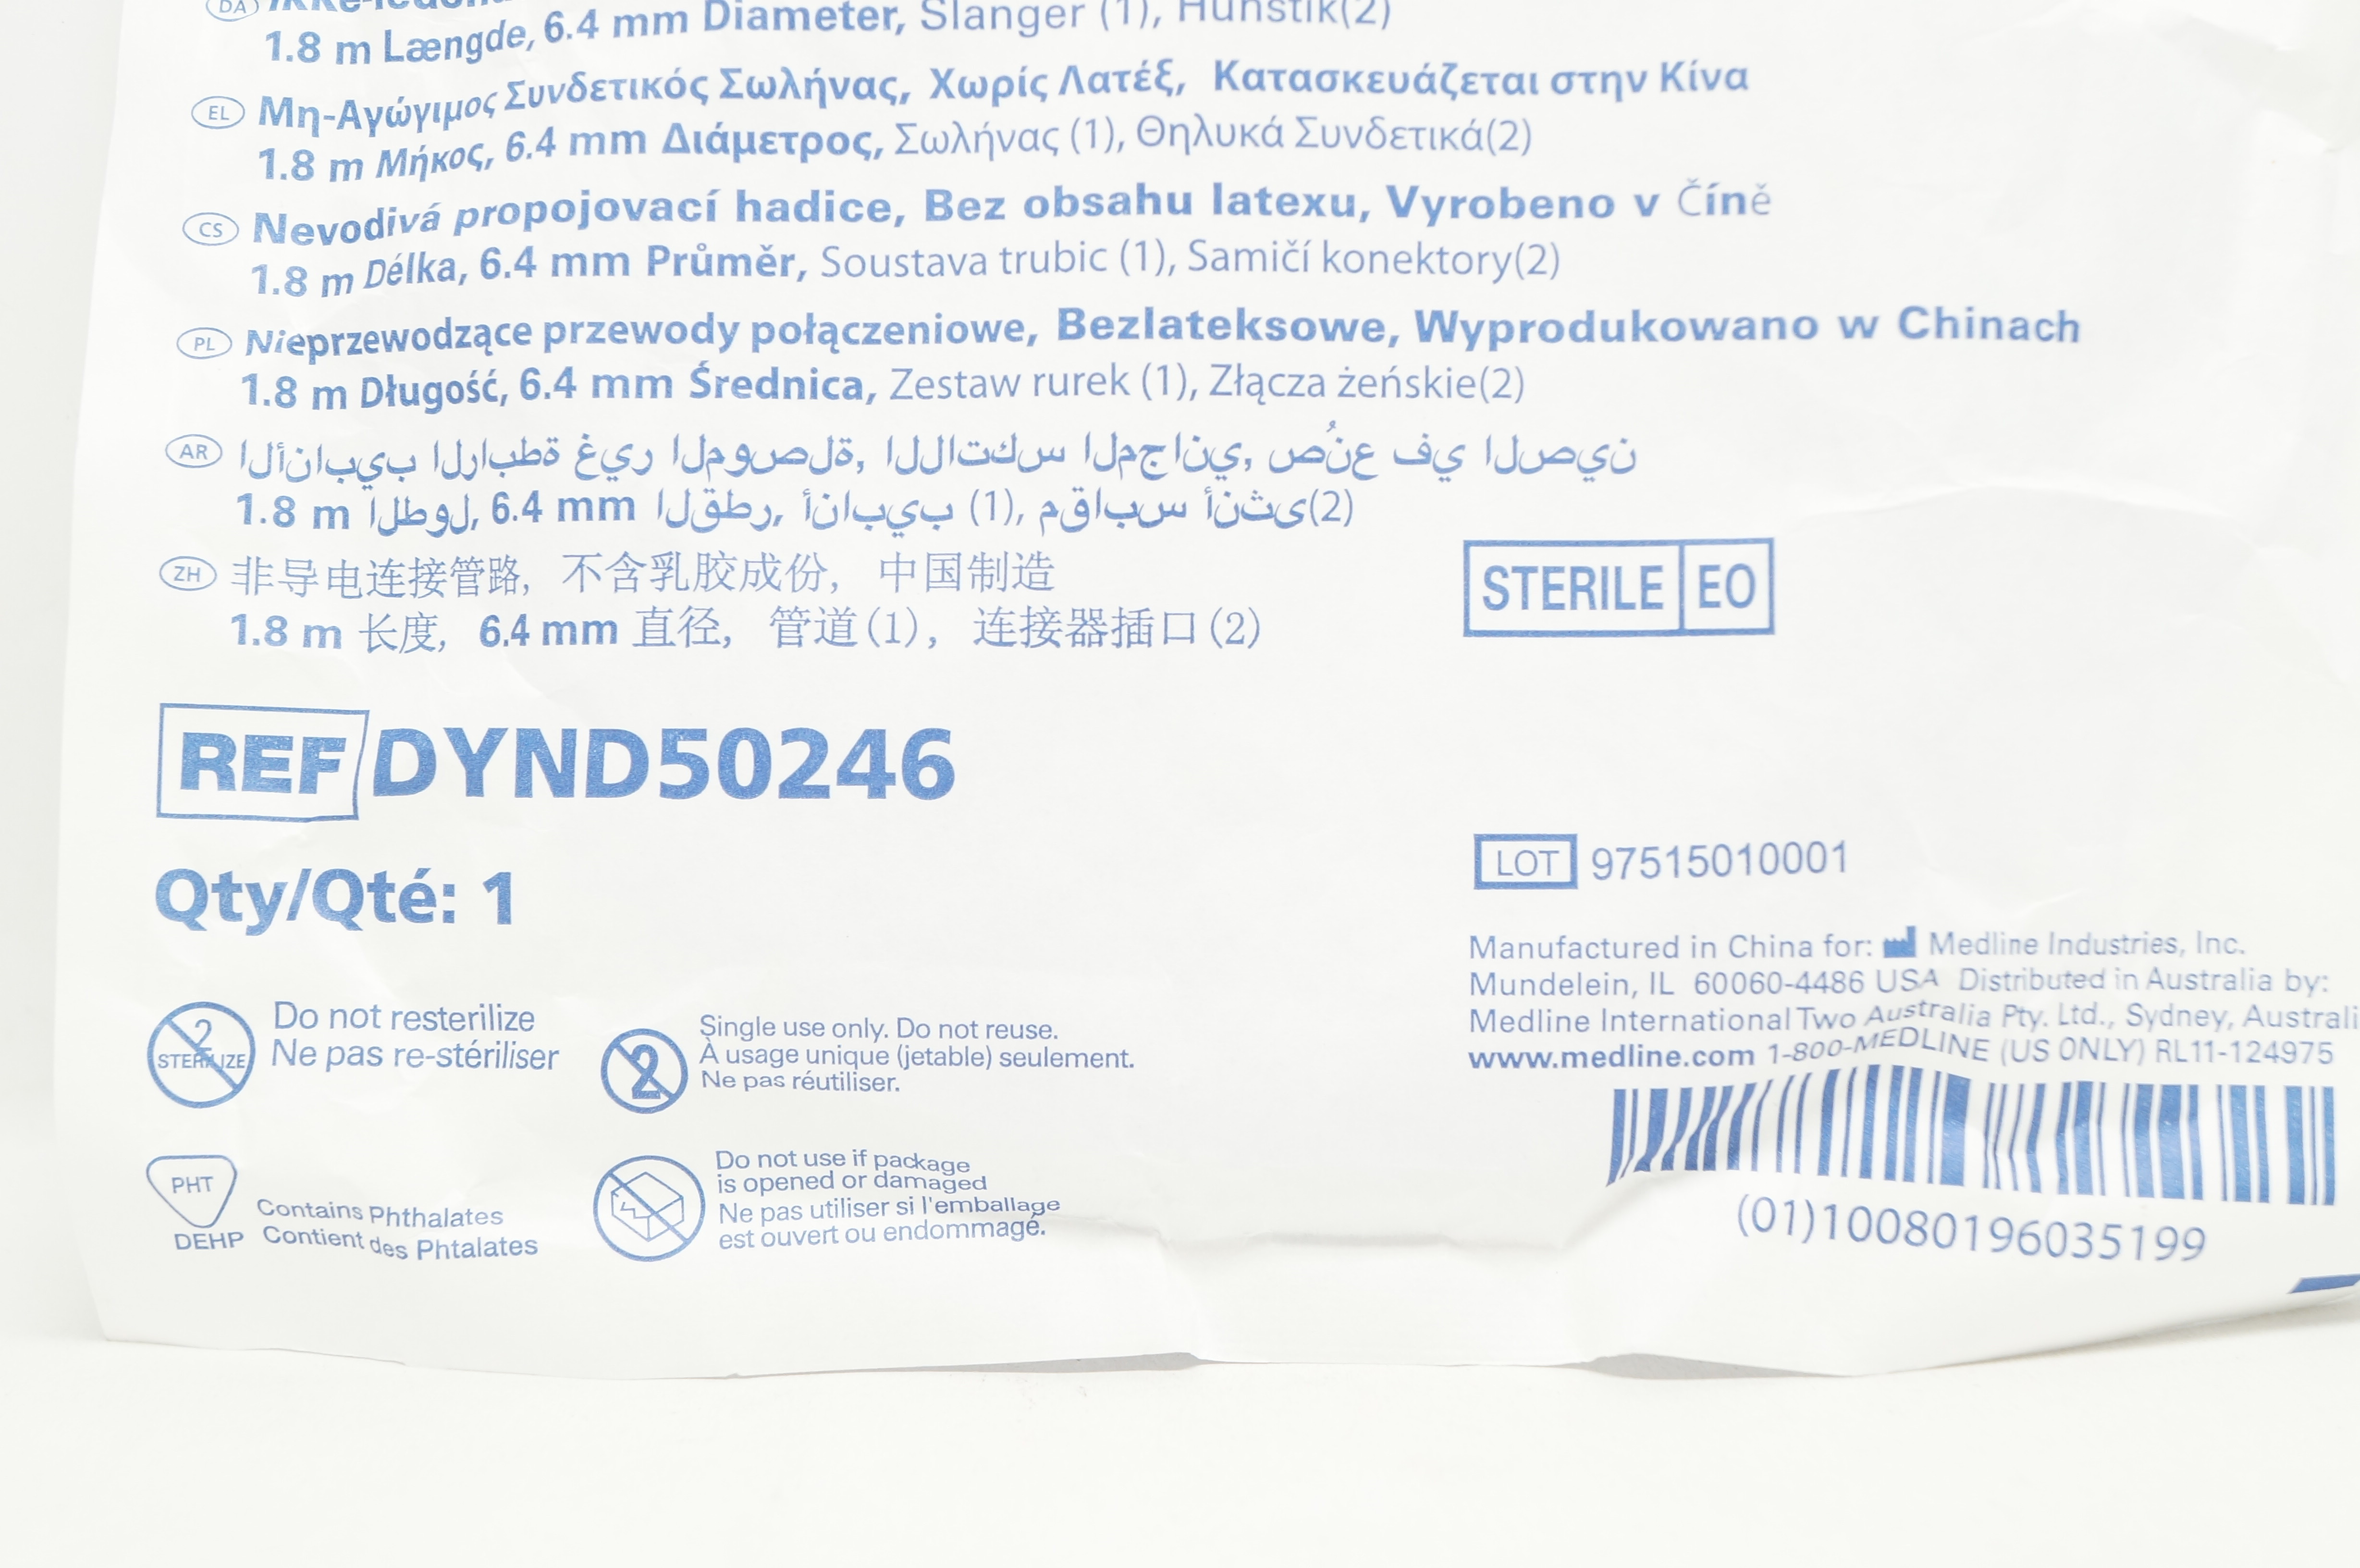 DA
1.8 m Længde, 6.4 mm Diameter, Slanger (1), Hunstik(2)
EL Μη-Αγώγιμος Συνδετικός Σωλήνας, Χωρίς Λατέξ, Κατασκευάζεται στην Κίνα
1.8 m Μήκος, 6.4 mm Διάμετρος, Σωλήνας (1), Θηλυκά Συνδετικά(2)
CS Nevodivá propojovací hadice, Bez obsahu latexu, Vyrobeno v Číně
1.8 m Délka, 6.4 mm Průměr, Soustava trubic (1), Samičí konektory(2)
PL Nieprzewodzące przewody połączeniowe, Bezlateksowe, Wyprodukowano w Chinach
1.8 m Długość, 6.4 mm Średnica, Zestaw rurek (1), Złącza żeńskie(2)
AR الأنابيب الرابطة غير الموصلة, اللاتكس المجاني, صُنع في الصين
1.8 m الطول, 6.4 mm القطر, أنابيب (1), مقابس أنثى(2)
ZH 非导电连接管路, 不含乳胶成份, 中国制造
1.8 m 长度, 6.4 mm 直径, 管道(1), 连接器插口(2)
STERILE EO
REF DYND50246
LOT 97515010001
Qty/Qté: 1
Manufactured in China for: Medline Industries, Inc.
Mundelein, IL 60060-4486 USA Distributed in Australia by:
Medline International Two Australia Pty. Ltd., Sydney, Australi
www.medline.com 1-800-MEDLINE (US ONLY) RL11-124975
(01)10080196035199
2 STERILIZE
Do not resterilize
Ne pas re-stériliser
2
Single use only. Do not reuse.
À usage unique (jetable) seulement.
Ne pas réutiliser.
PHT
DEHP
Contains Phthalates
Contient des Phtalates
Do not use if package
is opened or damaged
Ne pas utiliser si l'emballage
est ouvert ou endommagé.